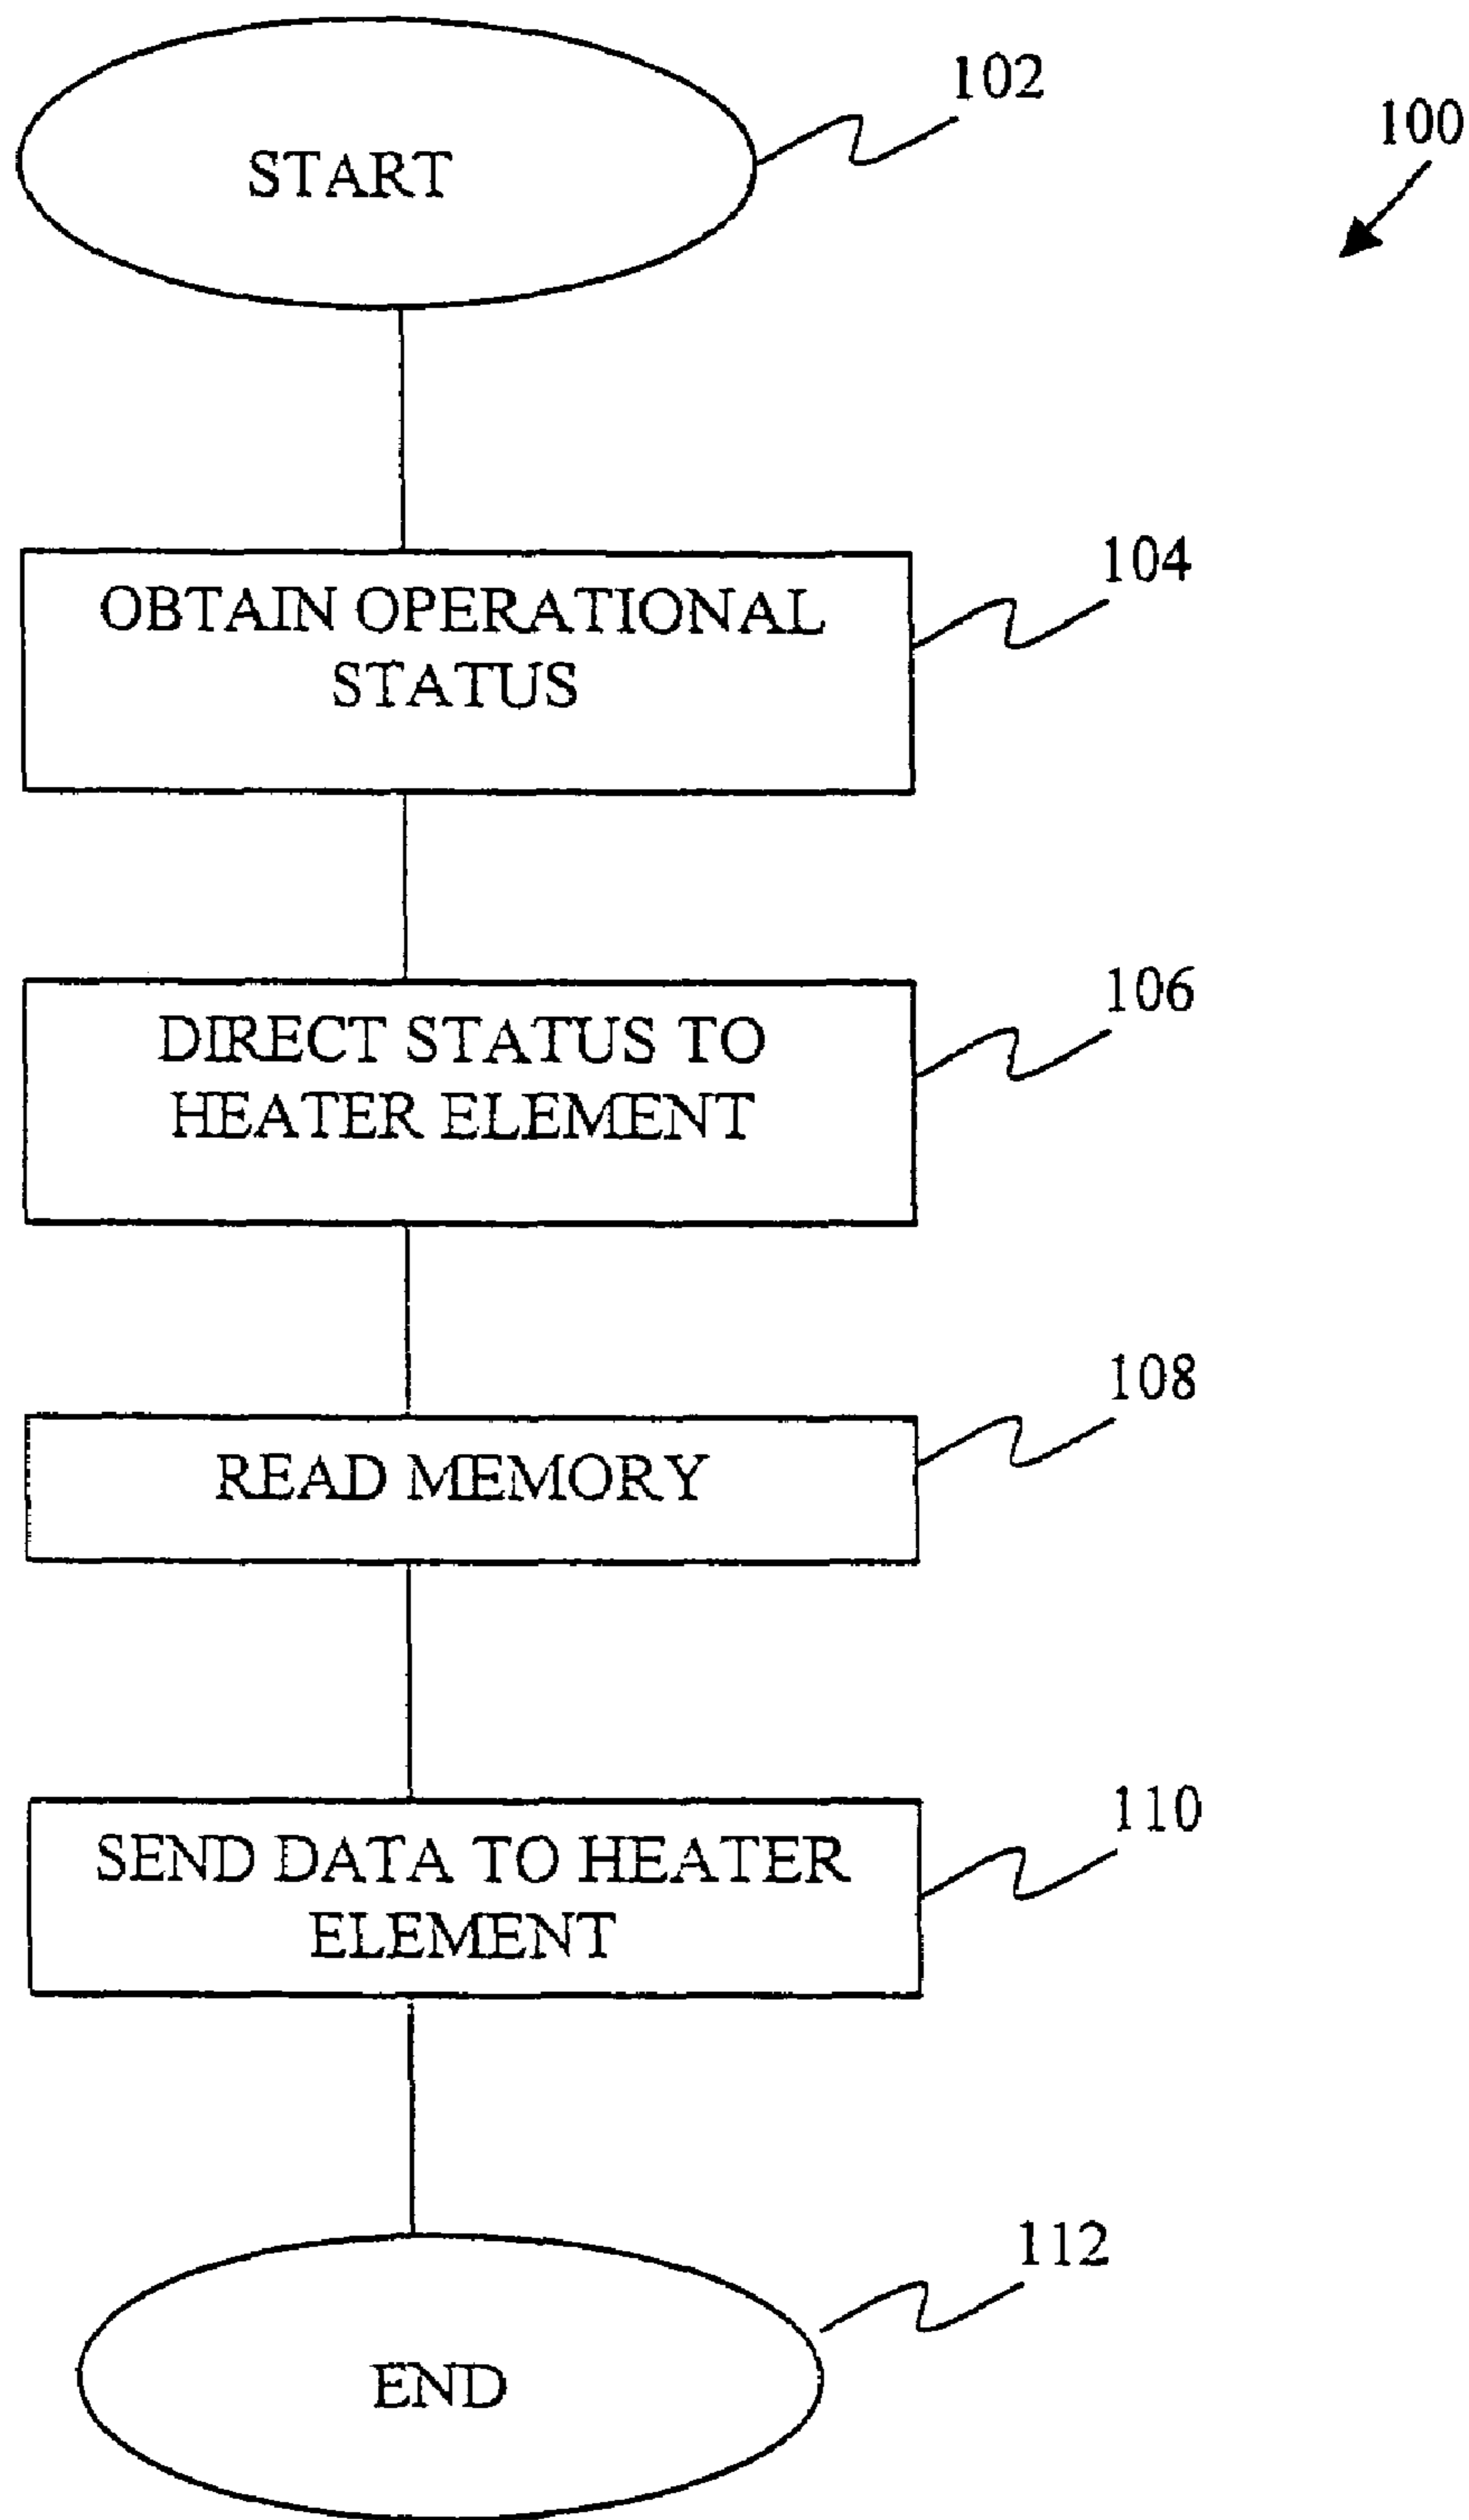 102
100
START
104
OBTAIN OPERATIONAL
STATUS
106
DIRECT STATUS TO
HEATER ELEMENT
108
READ MEMORY
110
SEND DATA TO HEATER
ELEMENT
112
END